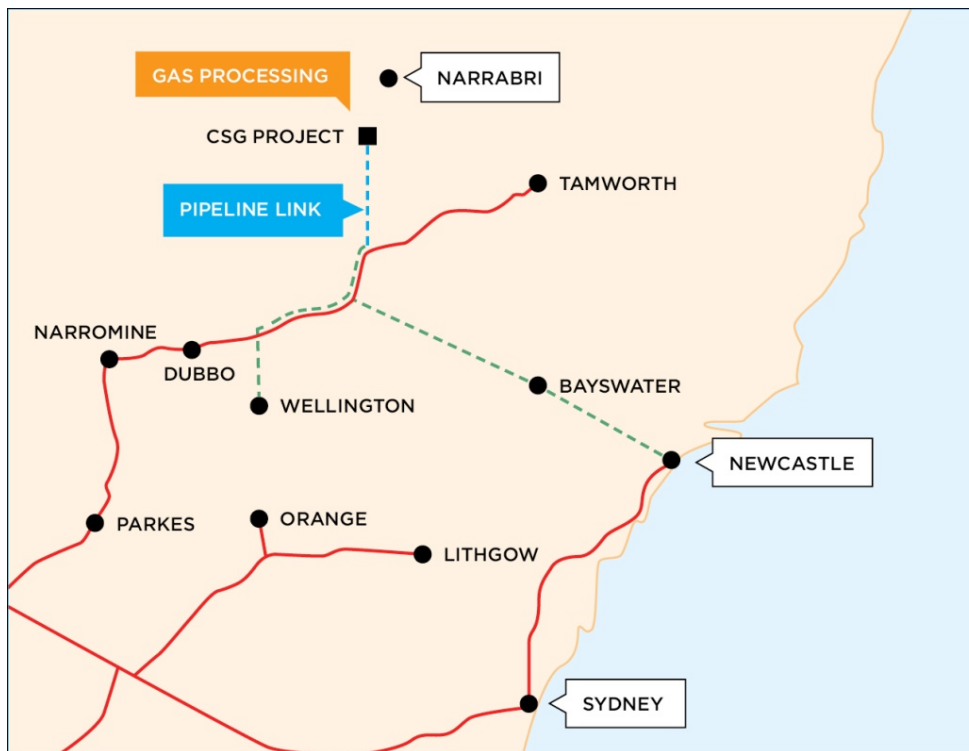 GAS PROCESSING
NARRABRI
CSG PROJECT
TAMWORTH
PIPELINE LINK
NARROMINE
DUBBO
BAYSWATER
WELLINGTON
NEWCASTLE
PARKES
ORANGE
LITHGOW
SYDNEY